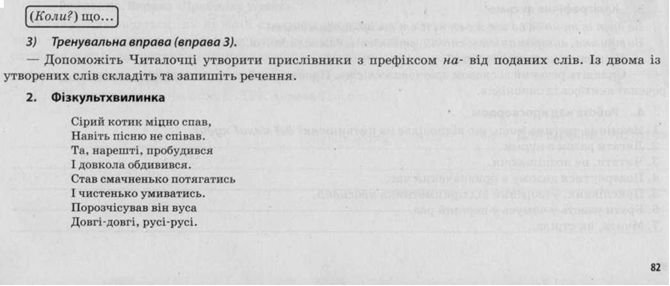 (Коли?) що...
3) Тренувальна вправа (вправа 3).
— Допоможіть Читалочці утворити прислівники з префіксом на- від поданих слів. Із двома із
утворених слів складіть та запишіть речення.
2. Фізкультхвилинка
Сірий котик міцно спав,
Навіть пісню не співав.
Та, нарешті, пробудився
І довкола обдивився.
Став смачненько потягатись
І чистенько умиватись.
Порозчісував він вуса
Довгі-довгі, русі-русі.
82